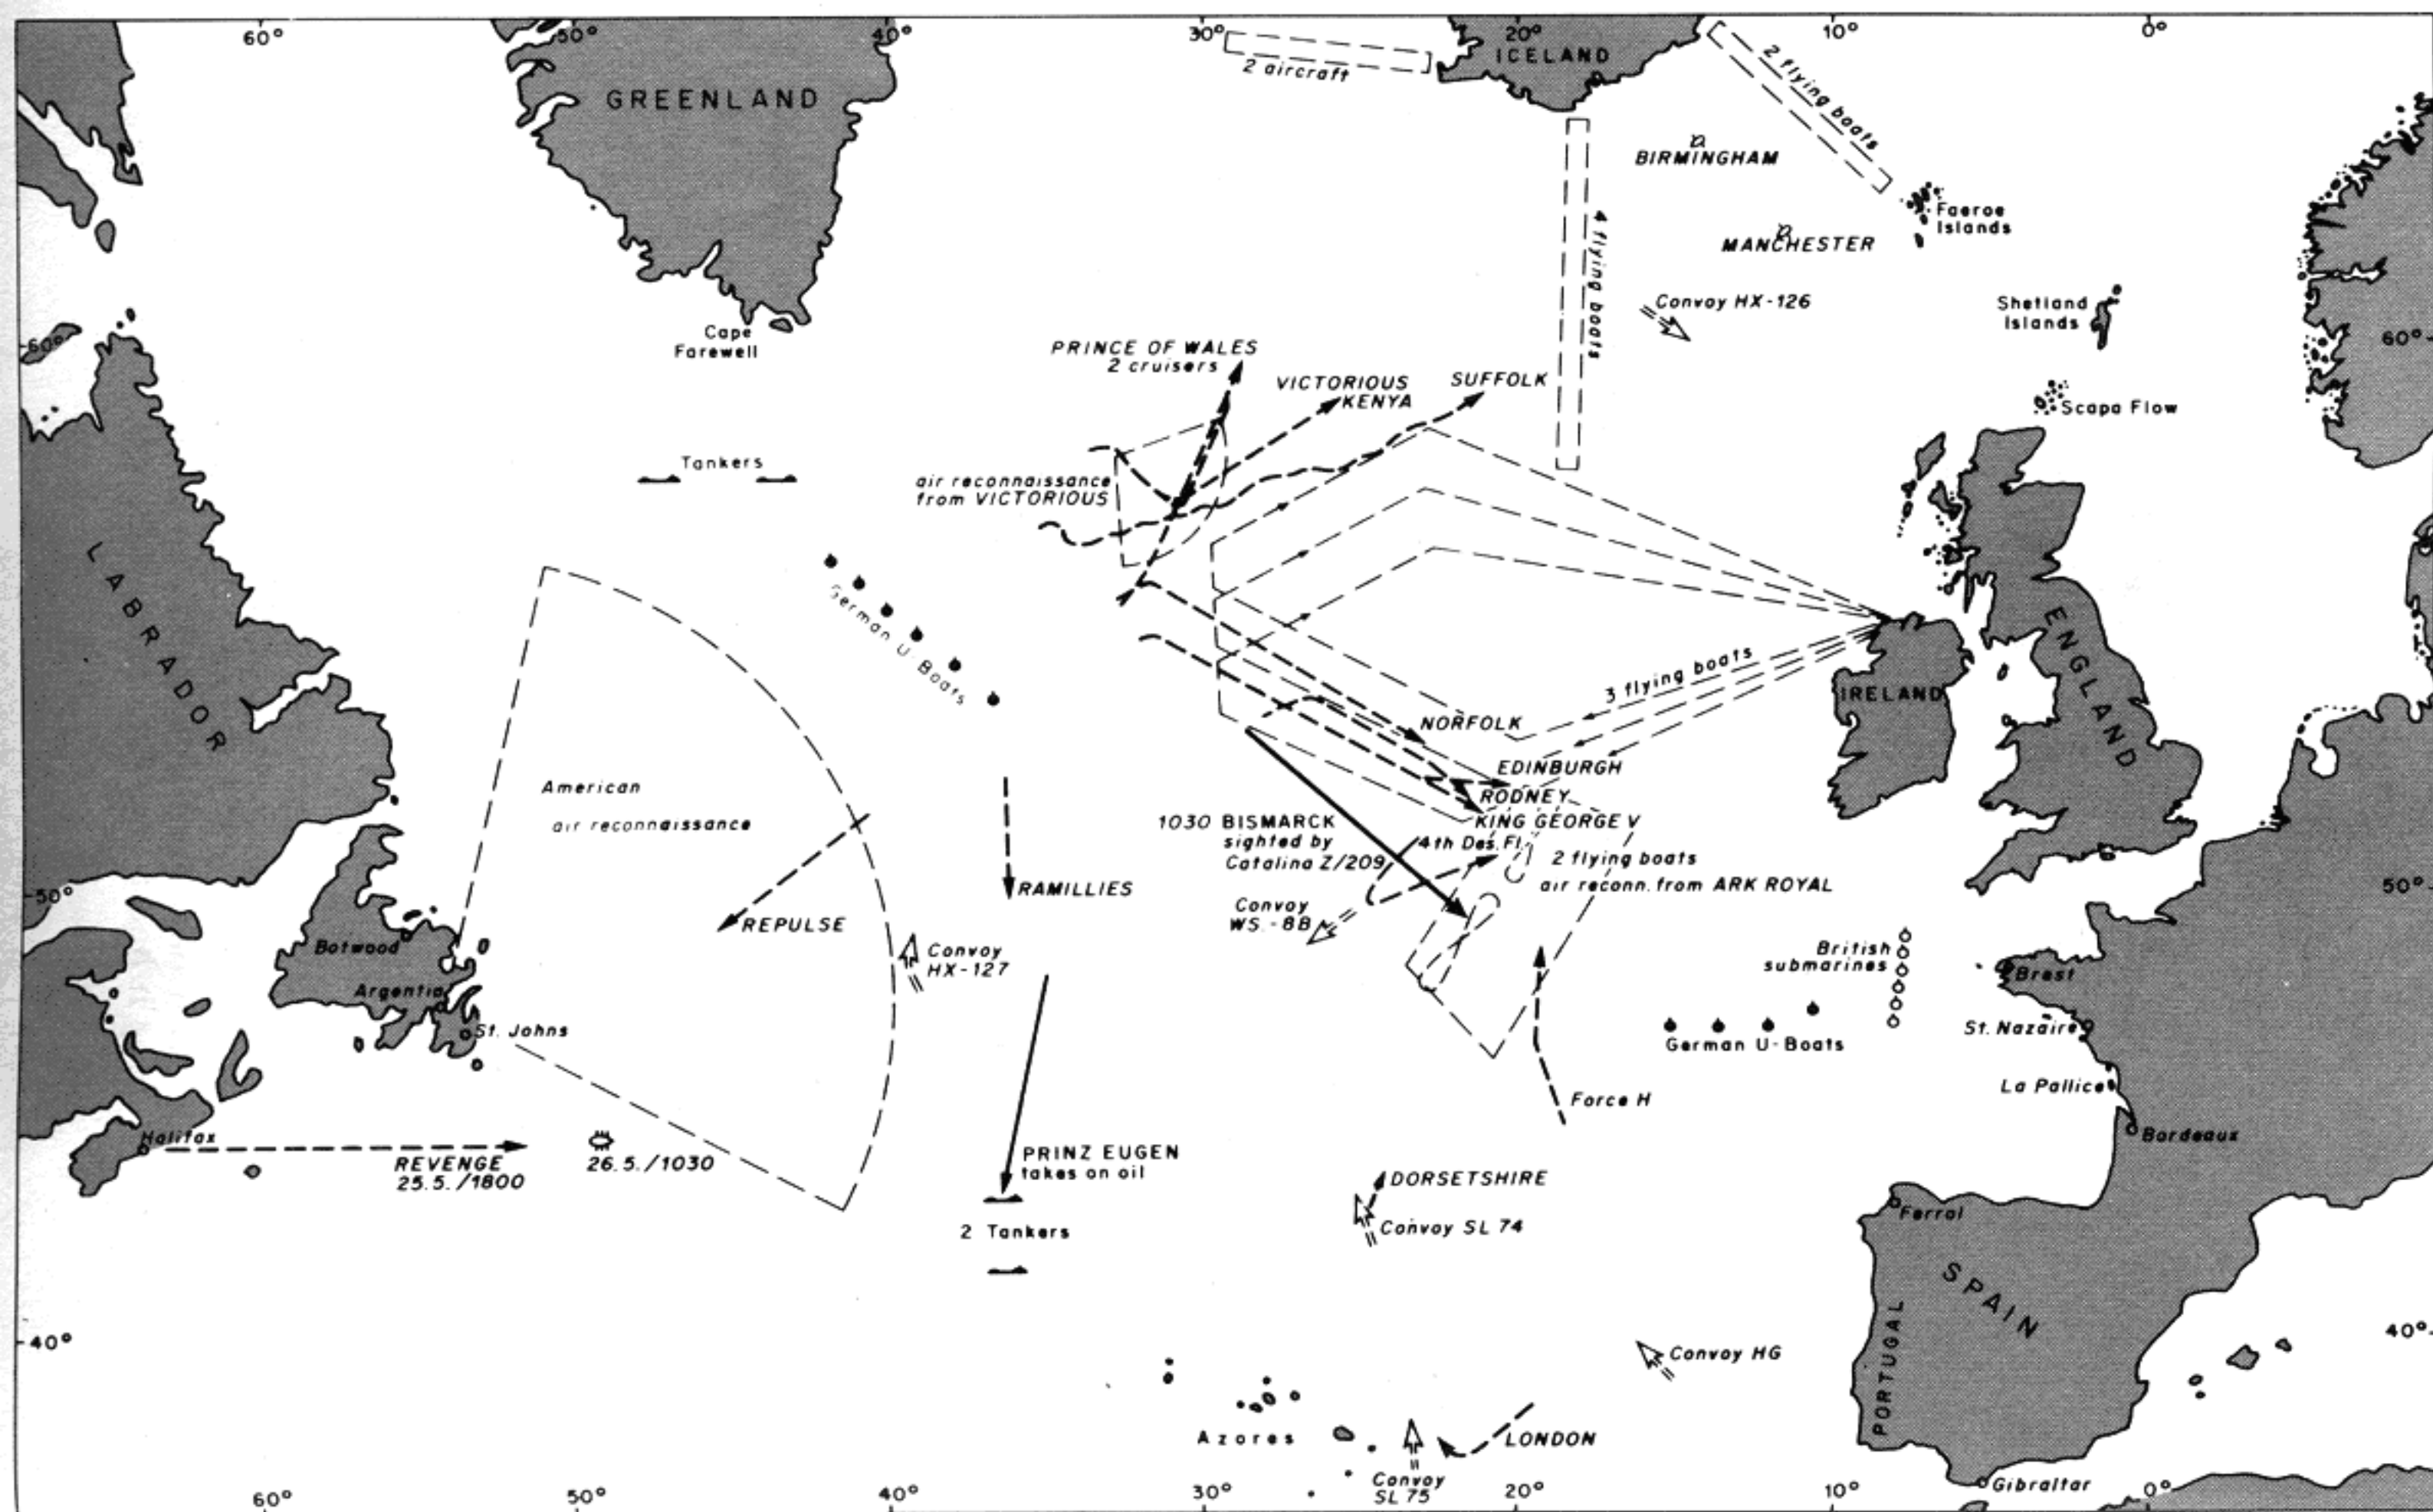 60°
50°
40°
30°
20°
10°
0°
ICELAND
2 aircraft
2 flying boats
GREENLAND
BIRMINGHAM
4 flying boats
Faeroe
Islands
MANCHESTER
Convoy HX-126
Shetland
Islands
60°
60°
Cape
Farewell
PRINCE OF WALES
2 cruisers
VICTORIOUS
KENYA
SUFFOLK
Scapa Flow
Tankers
air reconnaissance
from VICTORIOUS
LABRADOR
German U-Boats
ENGLAND
3 flying boats
IRELAND
NORFOLK
EDINBURGH
American
air reconnaissance
RODNEY
1030 BISMARCK
sighted by
Catalina Z/209
KING GEORGE V
4th Des. Fl.
2 flying boats
air reconn. from ARK ROYAL
50°
50°
RAMILLIES
REPULSE
Convoy
WS.-8B
Botwood
Convoy
HX-127
British
submarines
Brest
Argentia
St. Johns
St. Nazaire
German U-Boats
La Pallice
Force H
Halifax
Bordeaux
REVENGE
25.5./1800
26.5./1030
PRINZ EUGEN
takes on oil
DORSETSHIRE
Ferrol
2 Tankers
Convoy SL 74
SPAIN
40°
40°
Convoy HG
PORTUGAL
Azores
LONDON
Convoy
SL 75
Gibraltar
60°
50°
40°
30°
20°
10°
0°